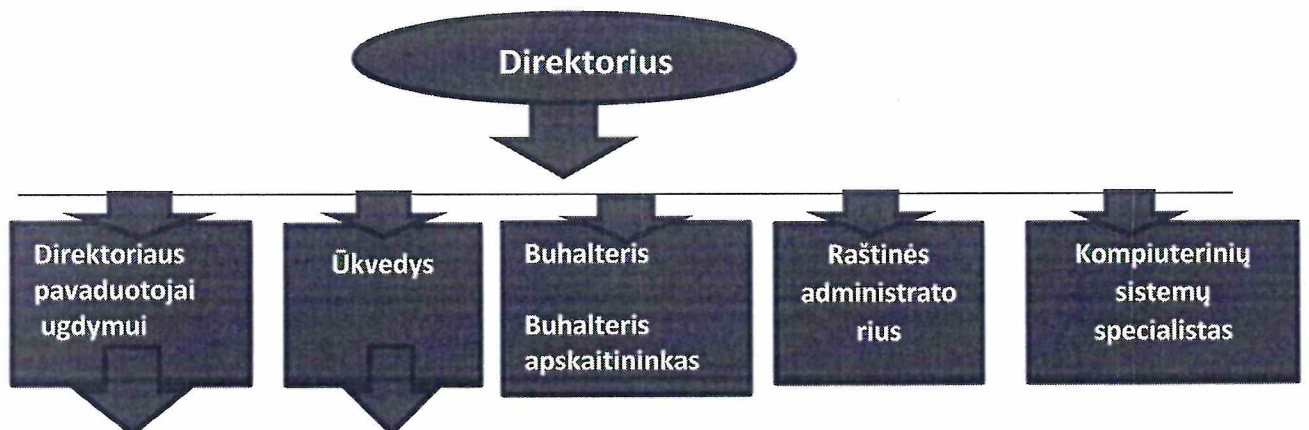 Direktorius
Direktoriaus
pavaduotojai
ugdymui
Ūkvedys
Buhalteris
Buhalteris
apskaitininkas
Raštinės
administrato
rius
Kompiuterinių
sistemų
specialistas